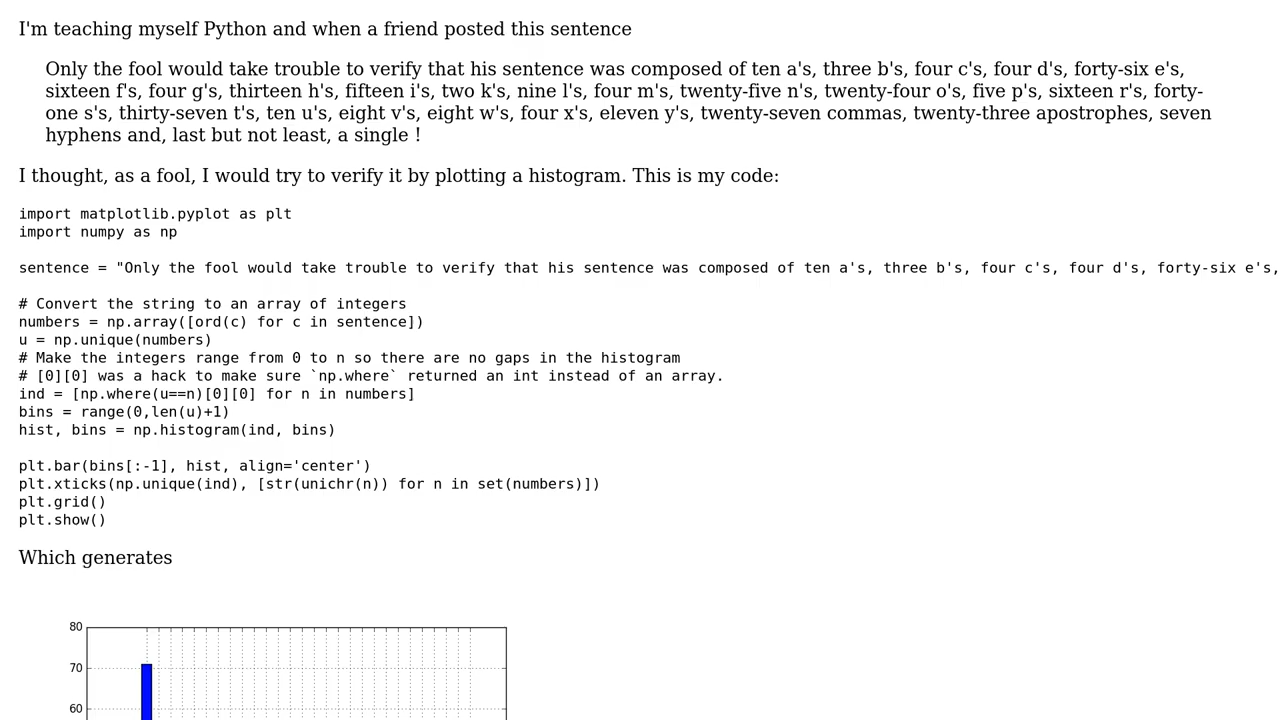 I'm teaching myself Python and when a friend posted this sentence
Only the fool would take trouble to verify that his sentence was composed of ten a's, three b's, four c's, four d's, forty-six e's,
sixteen f's, four g's, thirteen h's, fifteen i's, two k's, nine l's, four m's, twenty-five n's, twenty-four o's, five p's, sixteen r's, forty-
one s's, thirty-seven t's, ten u's, eight v's, eight w's, four x's, eleven y's, twenty-seven commas, twenty-three apostrophes, seven
hyphens and, last but not least, a single !
I thought, as a fool, I would try to verify it by plotting a histogram. This is my code:
import matplotlib.pyplot as plt
import numpy as np
sentence = "Only the fool would take trouble to verify that his sentence was composed of ten a's, three b's, four c's, four d's, forty-six e's,
# Convert the string to an array of integers
numbers = np.array([ord(c) for c in sentence])
u = np.unique(numbers)
# Make the integers range from 0 to n so there are no gaps in the histogram
# [0][0] was a hack to make sure `np.where` returned an int instead of an array.
ind = [np.where(u==n)[0][0] for n in numbers]
bins = range(0,len(u)+1)
hist, bins = np.histogram(ind, bins)
plt.bar(bins[:-1], hist, align='center')
plt.xticks(np.unique(ind), [str(unichr(n)) for n in set(numbers)])
plt.grid()
plt.show()
Which generates
80
70
60